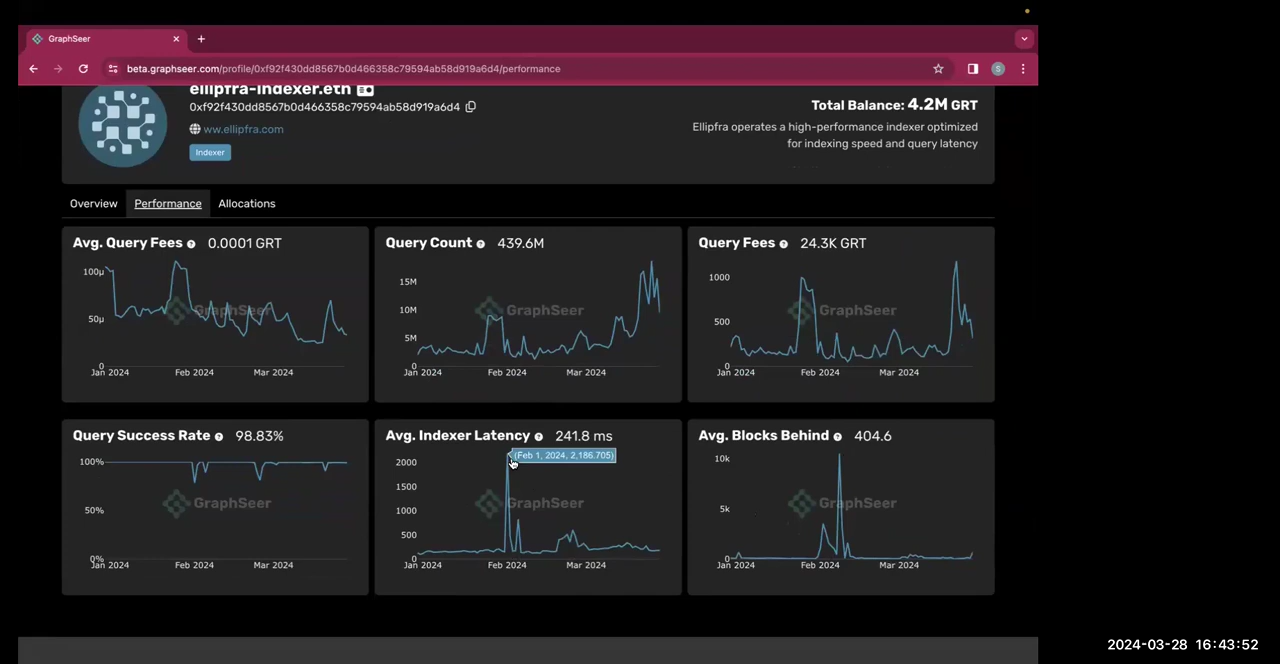 GraphSeer
beta.graphseer.com/profile/0xf92f430dd8567b0d466358c79594ab58d919a6d4/performance
S
ellipfra-indexer.eth
0xf92f430dd8567b0d466358c79594ab58d919a6d4
ww.ellipfra.com
Indexer
Total Balance: 4.2M GRT
Ellipfra operates a high-performance indexer optimized
for indexing speed and query latency
Overview Performance Allocations
Avg. Query Fees ? 0.0001 GRT
100µ
50µ
0
Jan 2024 Feb 2024 Mar 2024
GraphSeer
Query Count ? 439.6M
15M
10M
5M
0
Jan 2024 Feb 2024 Mar 2024
GraphSeer
Query Fees ? 24.3K GRT
1000
500
0
Jan 2024 Feb 2024 Mar 2024
GraphSeer
Query Success Rate ? 98.83%
100%
50%
0%
Jan 2024 Feb 2024 Mar 2024
GraphSeer
Avg. Indexer Latency ? 241.8 ms
(Feb 1, 2024, 2,186.705)
2000
1500
1000
500
0
Jan 2024 Feb 2024 Mar 2024
GraphSeer
Avg. Blocks Behind ? 404.6
10k
5k
0
Jan 2024 Feb 2024 Mar 2024
GraphSeer
2024-03-28 16:43:52